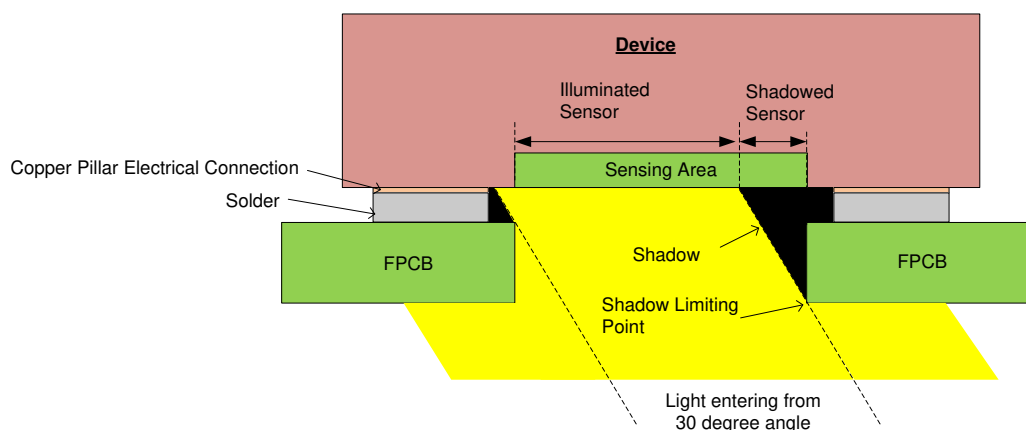 Device
Illuminated
Sensor
Shadowed
Sensor
Copper Pillar Electrical Connection
Sensing Area
Solder
FPCB
Shadow
FPCB
Shadow Limiting
Point
Light entering from
30 degree angle